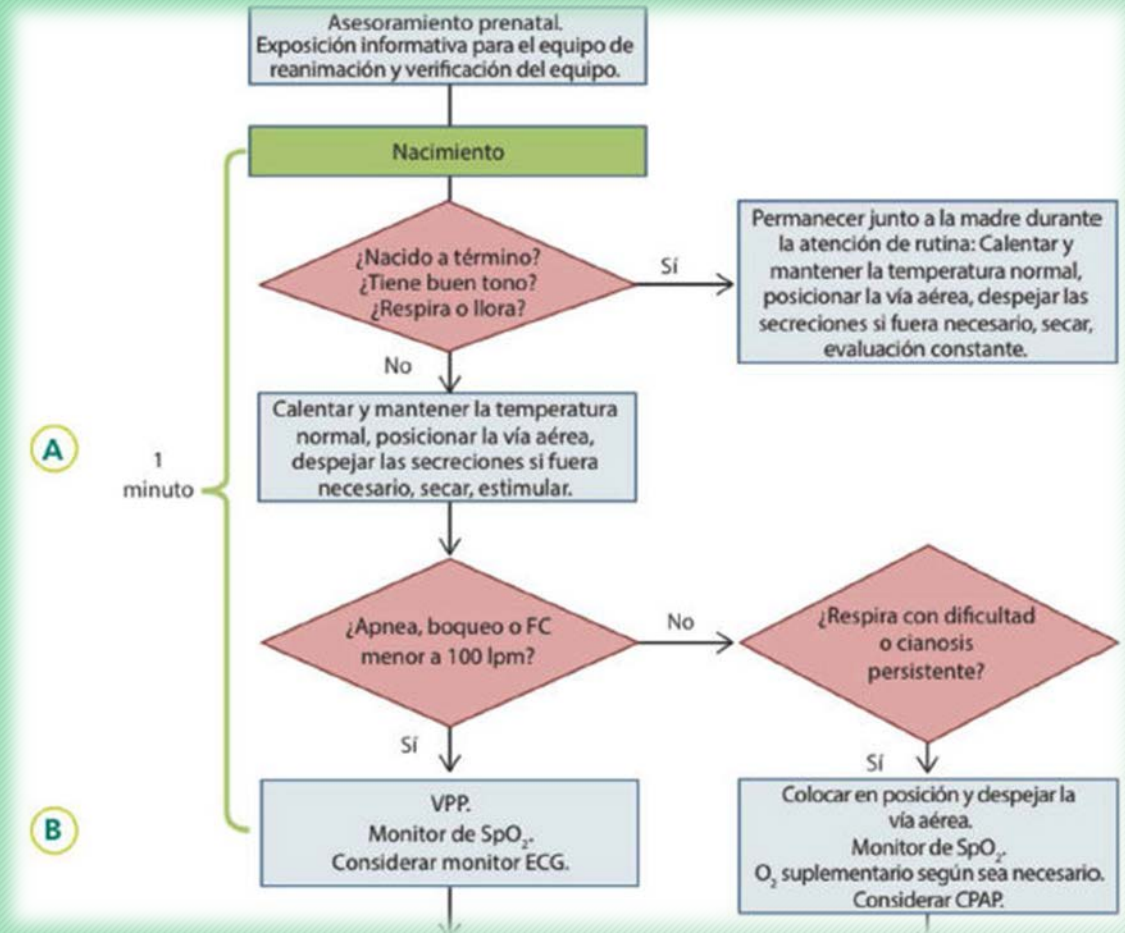 Asesoramiento prenatal.
Exposición informativa para el equipo de
reanimación y verificación del equipo.
Nacimiento
¿Nacido a término?
¿Tiene buen tono?
¿Respira o llora?
Sí
Permanecer junto a la madre durante
la atención de rutina: Calentar y
mantener la temperatura normal,
posicionar la vía aérea, despejar las
secreciones si fuera necesario, secar,
evaluación constante.
No
Calentar y mantener la temperatura
normal, posicionar la vía aérea,
despejar las secreciones si fuera
necesario, secar, estimular.
A
1
minuto
¿Apnea, boqueo o FC
menor a 100 lpm?
No
¿Respira con dificultad
o cianosis
persistente?
Sí
Sí
B
VPP.
Monitor de SpO₂.
Considerar monitor ECG.
Colocar en posición y despejar la
vía aérea.
Monitor de SpO₂.
O₂ suplementario según sea necesario.
Considerar CPAP.